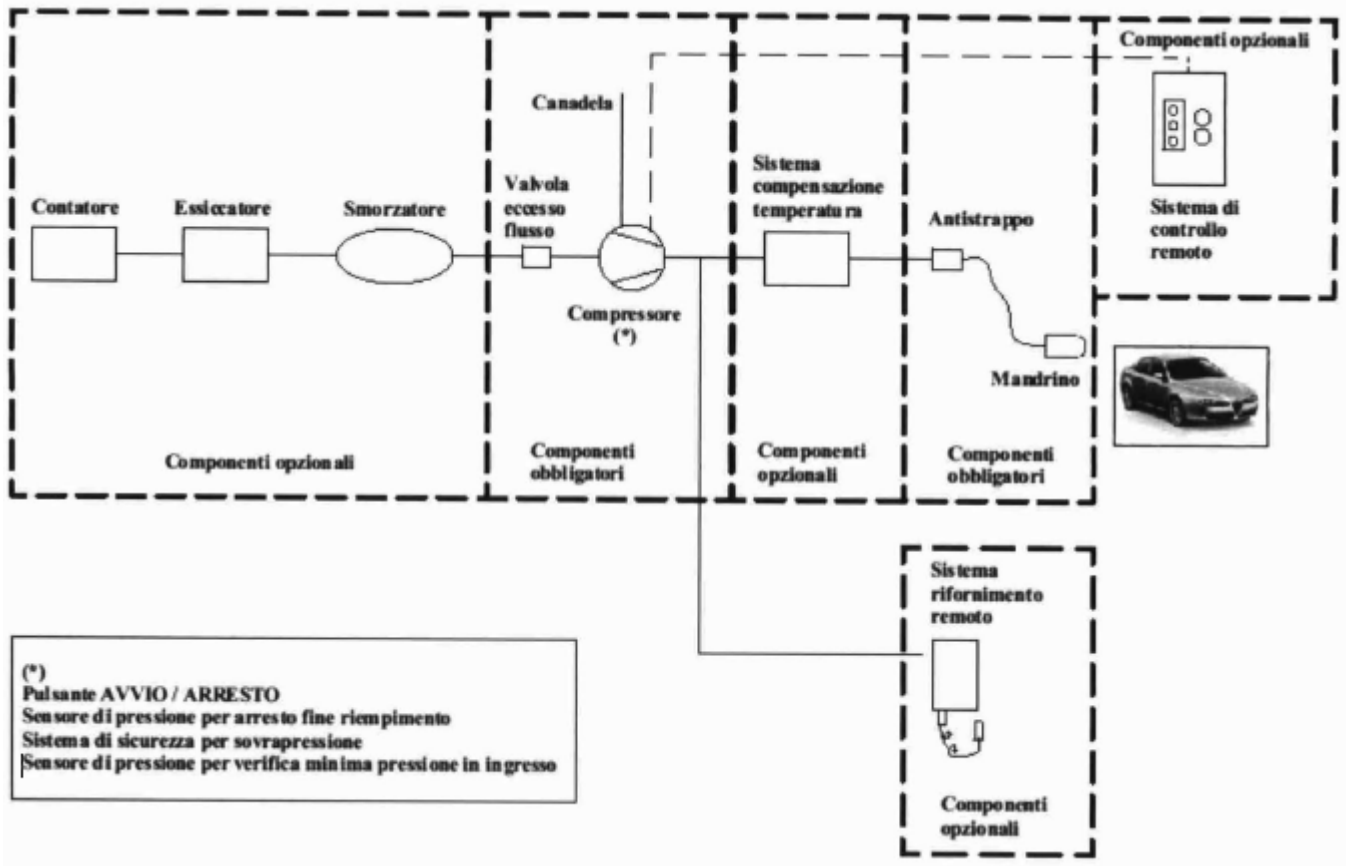 Componenti opzionali
Canadela
Sistema
compensazione
temperatura
Valvola
eccesso
flusso
Contatore
Essiccatore
Smorzatore
Antistrappo
Sistema di
controllo
remoto
Compressore
(*)
Mandrino
Componenti opzionali
Componenti
obbligatori
Componenti
opzionali
Componenti
obbligatori
Sistema
rifornimento
remoto
(*)
Pulsante AVVIO / ARRESTO
Sensore di pressione per arresto fine riempimento
Sistema di sicurezza per sovrapressione
Sensore di pressione per verifica minima pressione in ingresso
Componenti
opzionali